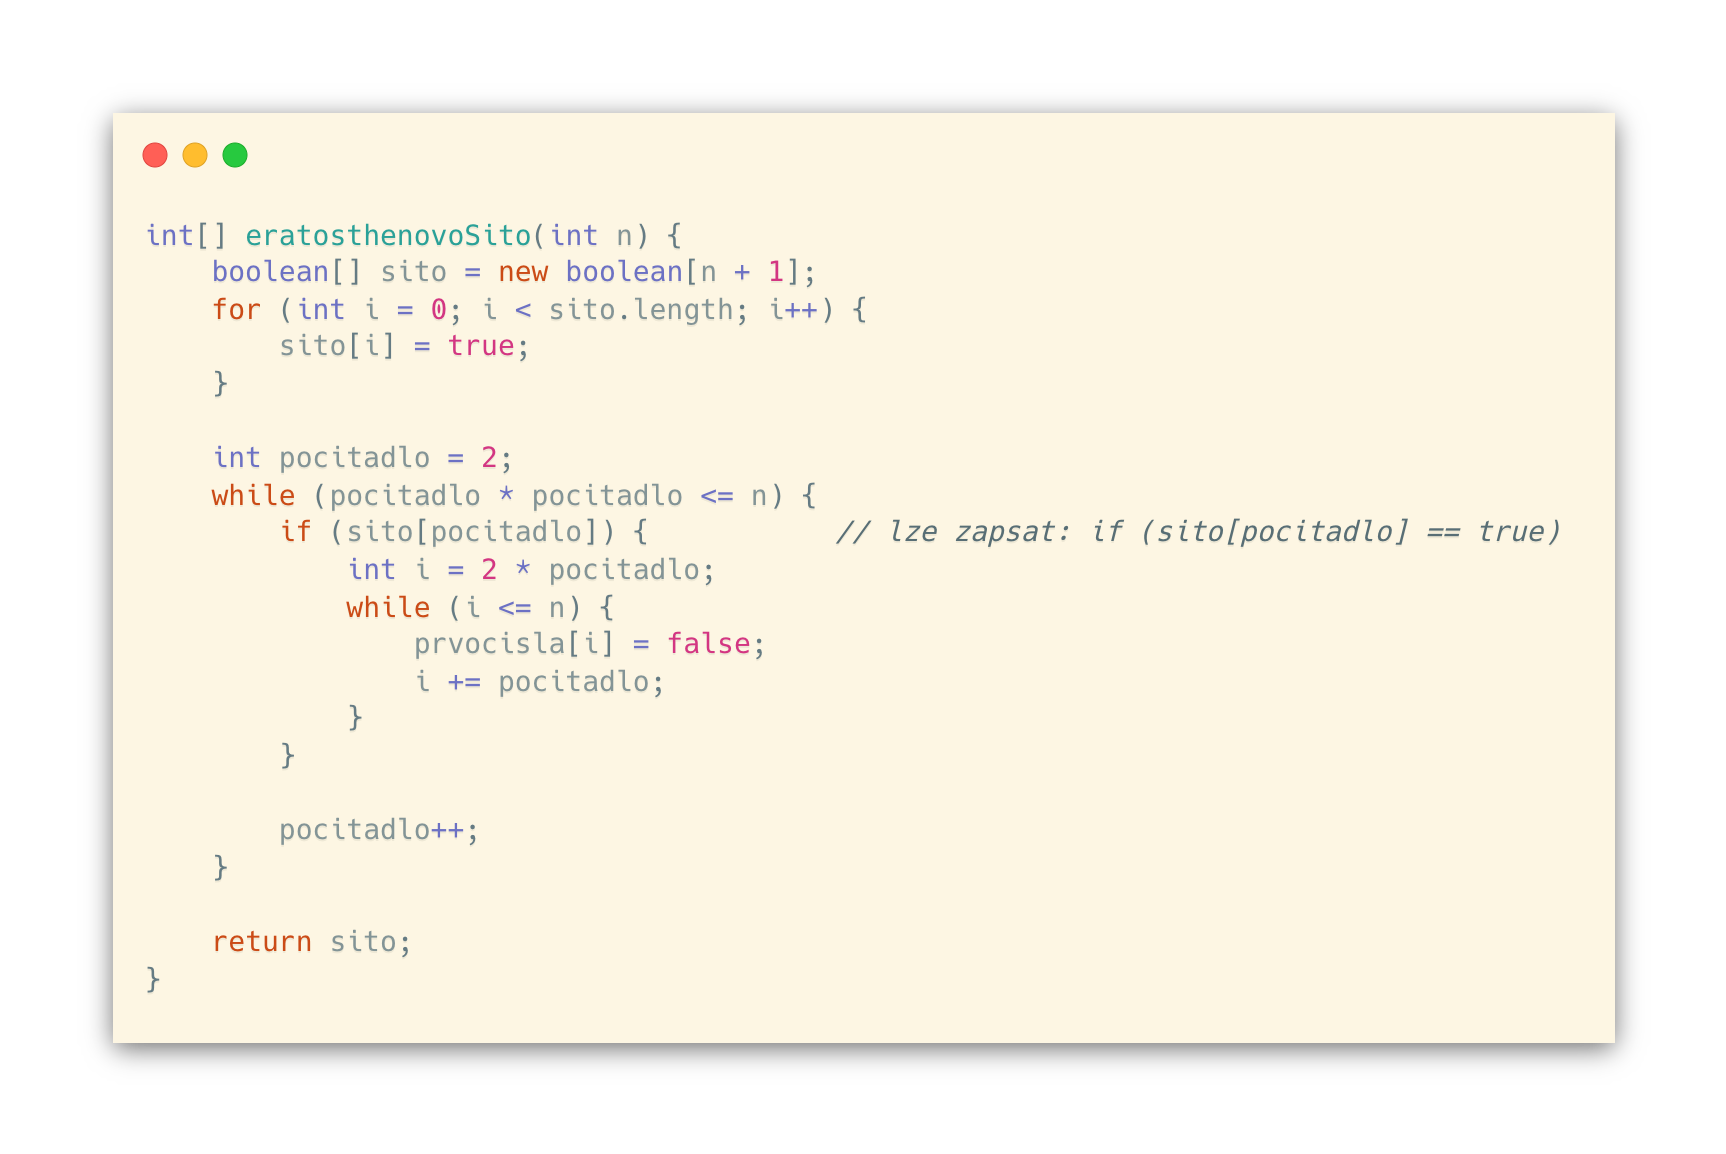 int[] eratosthenovoSito(int n) {
    boolean[] sito = new boolean[n + 1];
    for (int i = 0; i < sito.length; i++) {
        sito[i] = true;
    }

    int pocitadlo = 2;
    while (pocitadlo * pocitadlo <= n) {
        if (sito[pocitadlo]) {           // lze zapsat: if (sito[pocitadlo] == true)
            int i = 2 * pocitadlo;
            while (i <= n) {
                prvocisla[i] = false;
                i += pocitadlo;
            }
        }

        pocitadlo++;
    }

    return sito;
}